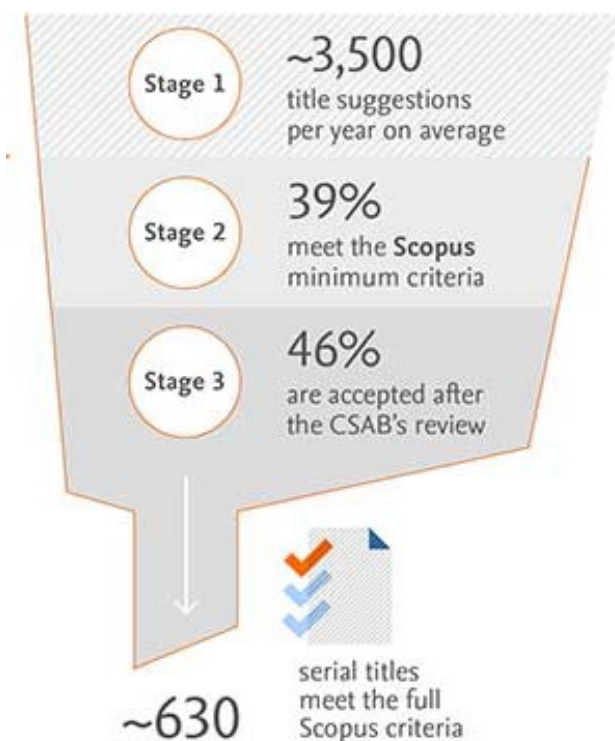 Stage 1
~3,500
title suggestions
per year on average
Stage 2
39%
meet the Scopus
minimum criteria
Stage 3
46%
are accepted after
the CSAB's review
~630
serial titles
meet the full
Scopus criteria